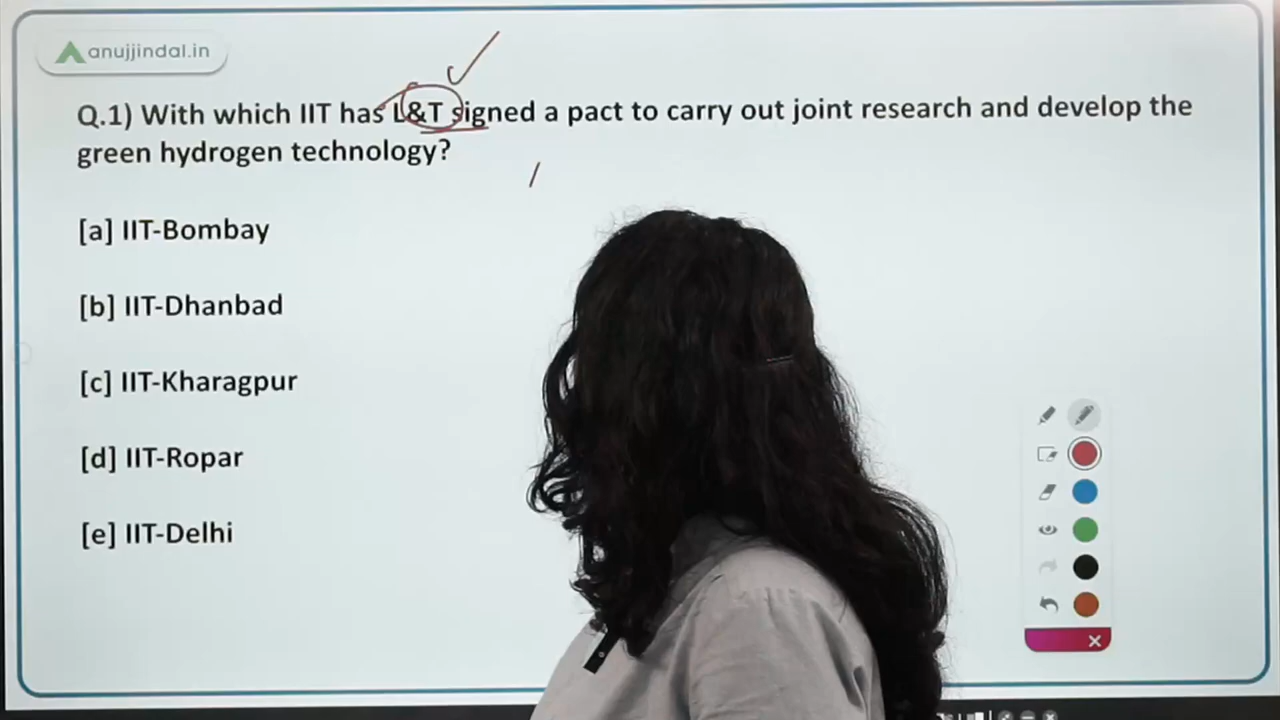 anujjindal.in
Q.1) With which IIT has L&T signed a pact to carry out joint research and develop the
green hydrogen technology?
[a] IIT-Bombay
[b] IIT-Dhanbad
[c] IIT-Kharagpur
[d] IIT-Ropar
[e] IIT-Delhi